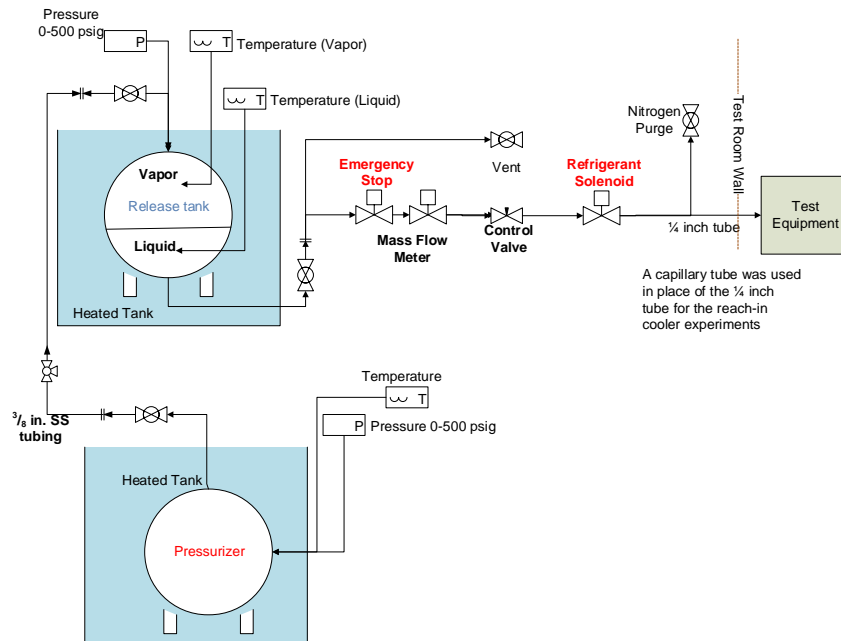 Pressure
0-500 psig
P
T
Temperature (Vapor)
T
Temperature (Liquid)
Vapor
Release tank
Liquid
Heated Tank
Vent
Emergency
Stop
Mass Flow
Meter
Control
Valve
Refrigerant
Solenoid
Nitrogen
Purge
Test Room Wall
¼ inch tube
Test
Equipment
A capillary tube was used
in place of the ¼ inch
tube for the reach-in
cooler experiments
3/8 in. SS
tubing
Temperature
T
P
Pressure 0-500 psig
Heated Tank
Pressurizer